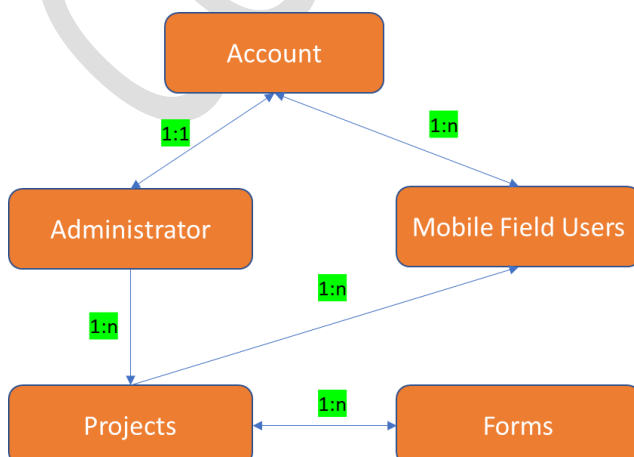 Account
1:1
1:n
Administrator
Mobile Field Users
1:n
1:n
Projects
1:n
Forms